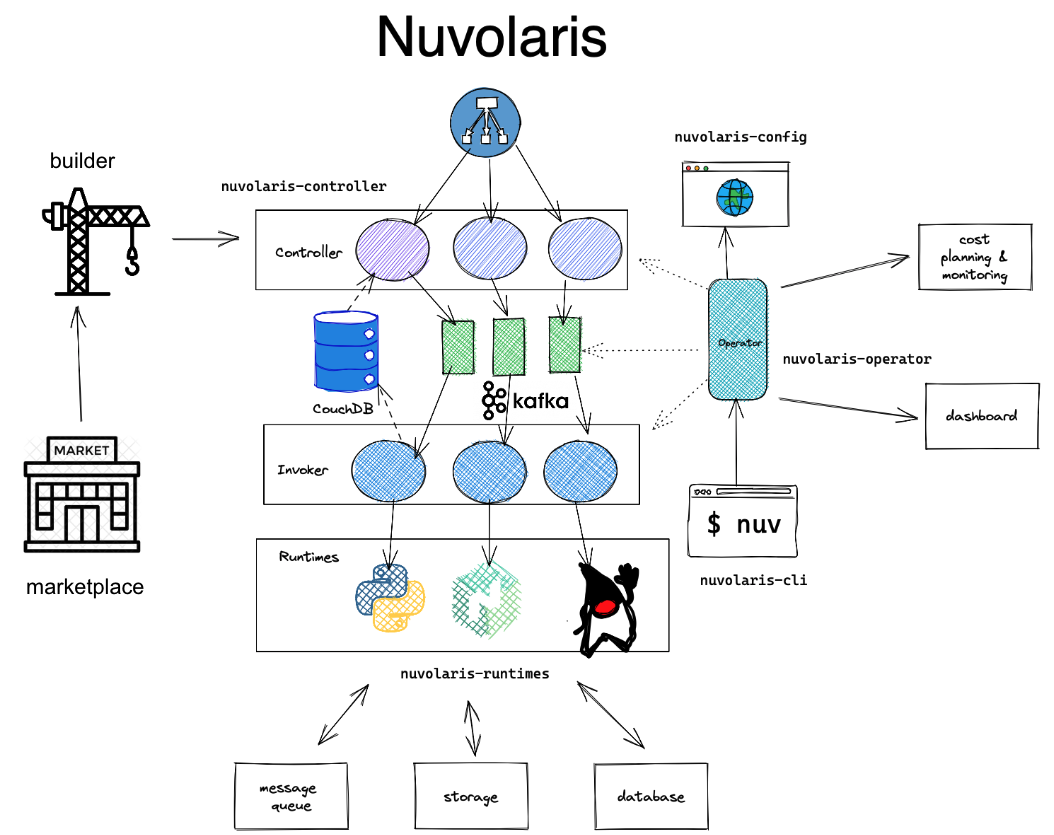 Nuvolaris
builder
nuvolaris-config
nuvolaris-controller
Controller
cost
planning &
monitoring
Operator
nuvolaris-operator
CouchDB
kafka
dashboard
MARKET
Invoker
$ nuv
Runtimes
marketplace
nuvolaris-cli
nuvolaris-runtimes
message
queue
storage
database